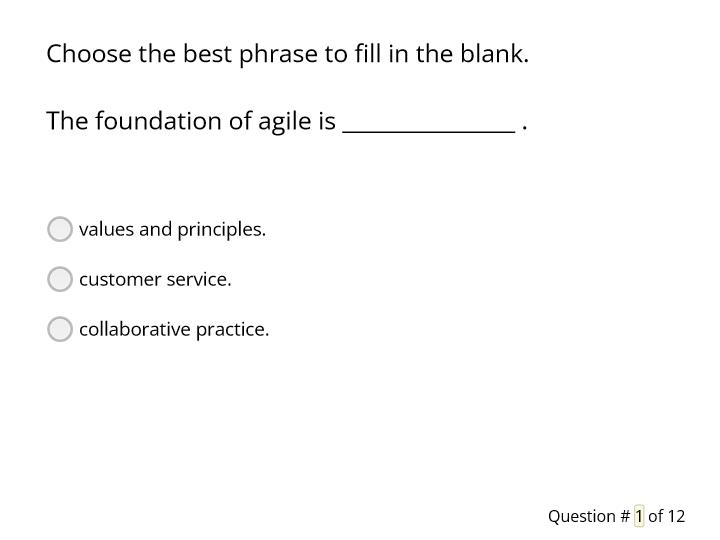 Choose the best phrase to fill in the blank.
The foundation of agile is _______________ .
values and principles.
customer service.
collaborative practice.
Question # 1 of 12